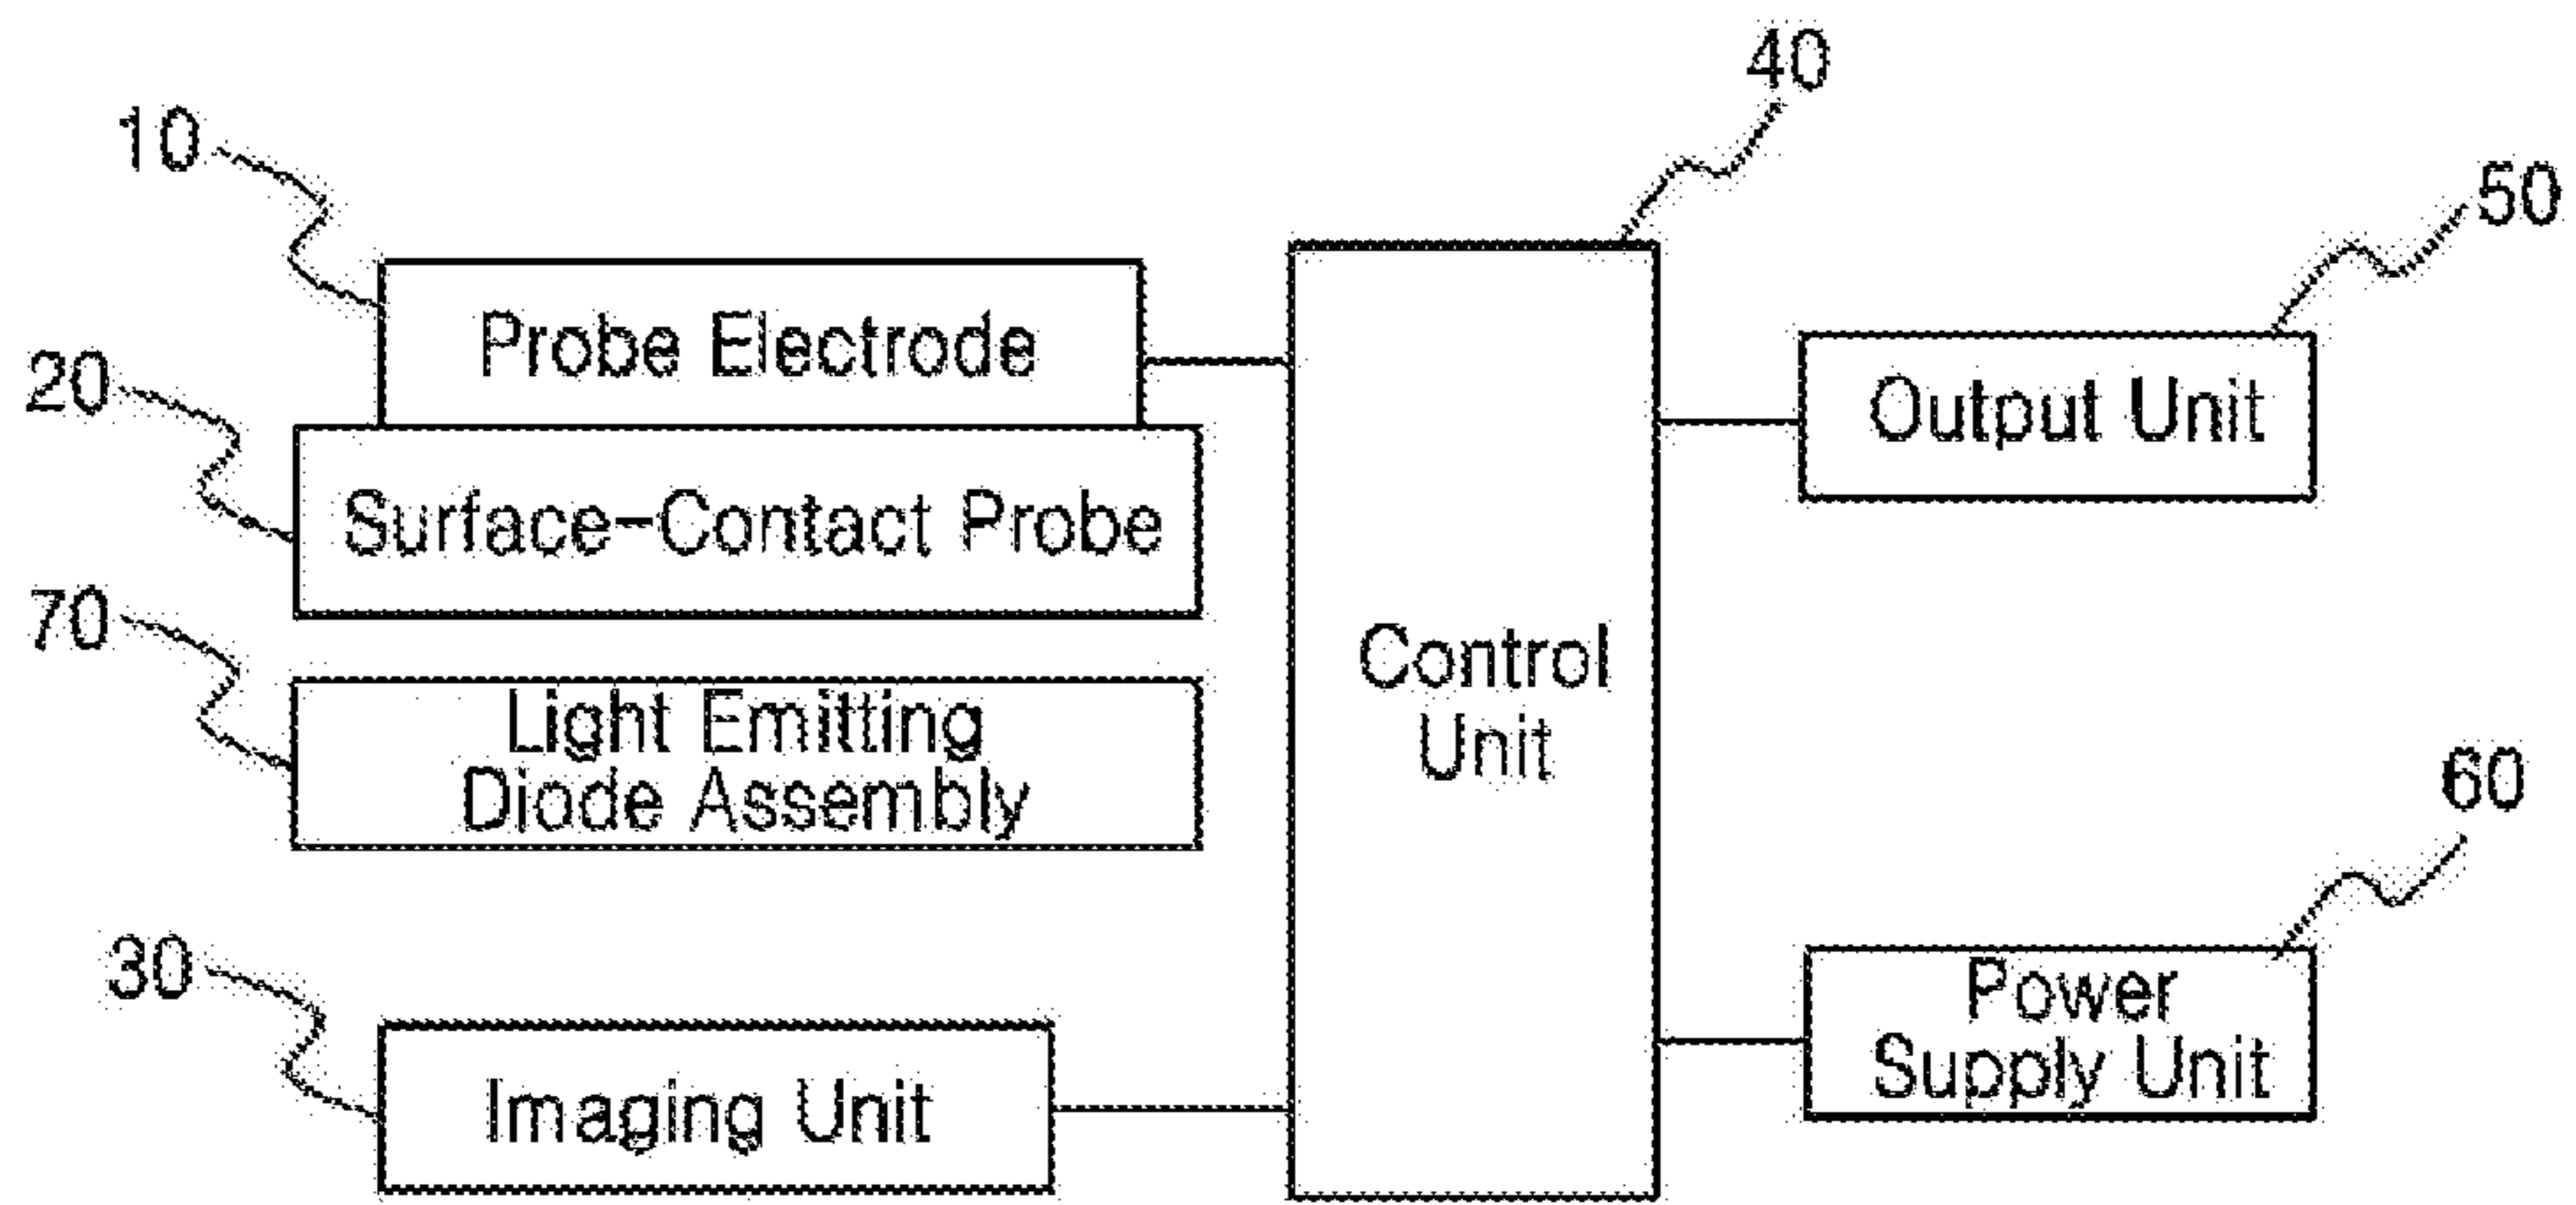 40
10
50
Probe Electrode
20
Output Unit
Surface-Contact Probe
70
Light Emitting
Diode Assembly
Control
Unit
60
30
Power
Supply Unit
Imaging Unit